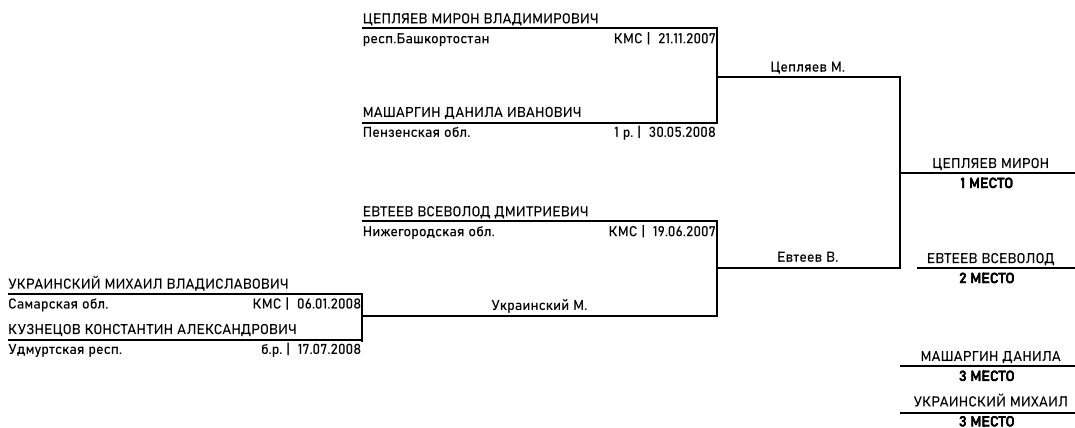 ЦЕПЛЯЕВ МИРОН ВЛАДИМИРОВИЧ
респ.Башкортостан КМС | 21.11.2007
Цепляев М.
МАШАРГИН ДАНИЛА ИВАНОВИЧ
Пензенская обл. 1 р. | 30.05.2008
ЦЕПЛЯЕВ МИРОН
1 МЕСТО
ЕВТЕЕВ ВСЕВОЛОД ДМИТРИЕВИЧ
Нижегородская обл. КМС | 19.06.2007
Евтеев В.
ЕВТЕЕВ ВСЕВОЛОД
2 МЕСТО
УКРАИНСКИЙ МИХАИЛ ВЛАДИСЛАВОВИЧ
Самарская обл. КМС | 06.01.2008
Украинский М.
КУЗНЕЦОВ КОНСТАНТИН АЛЕКСАНДРОВИЧ
Удмуртская респ. б.р. | 17.07.2008
МАШАРГИН ДАНИЛА
3 МЕСТО
УКРАИНСКИЙ МИХАИЛ
3 МЕСТО